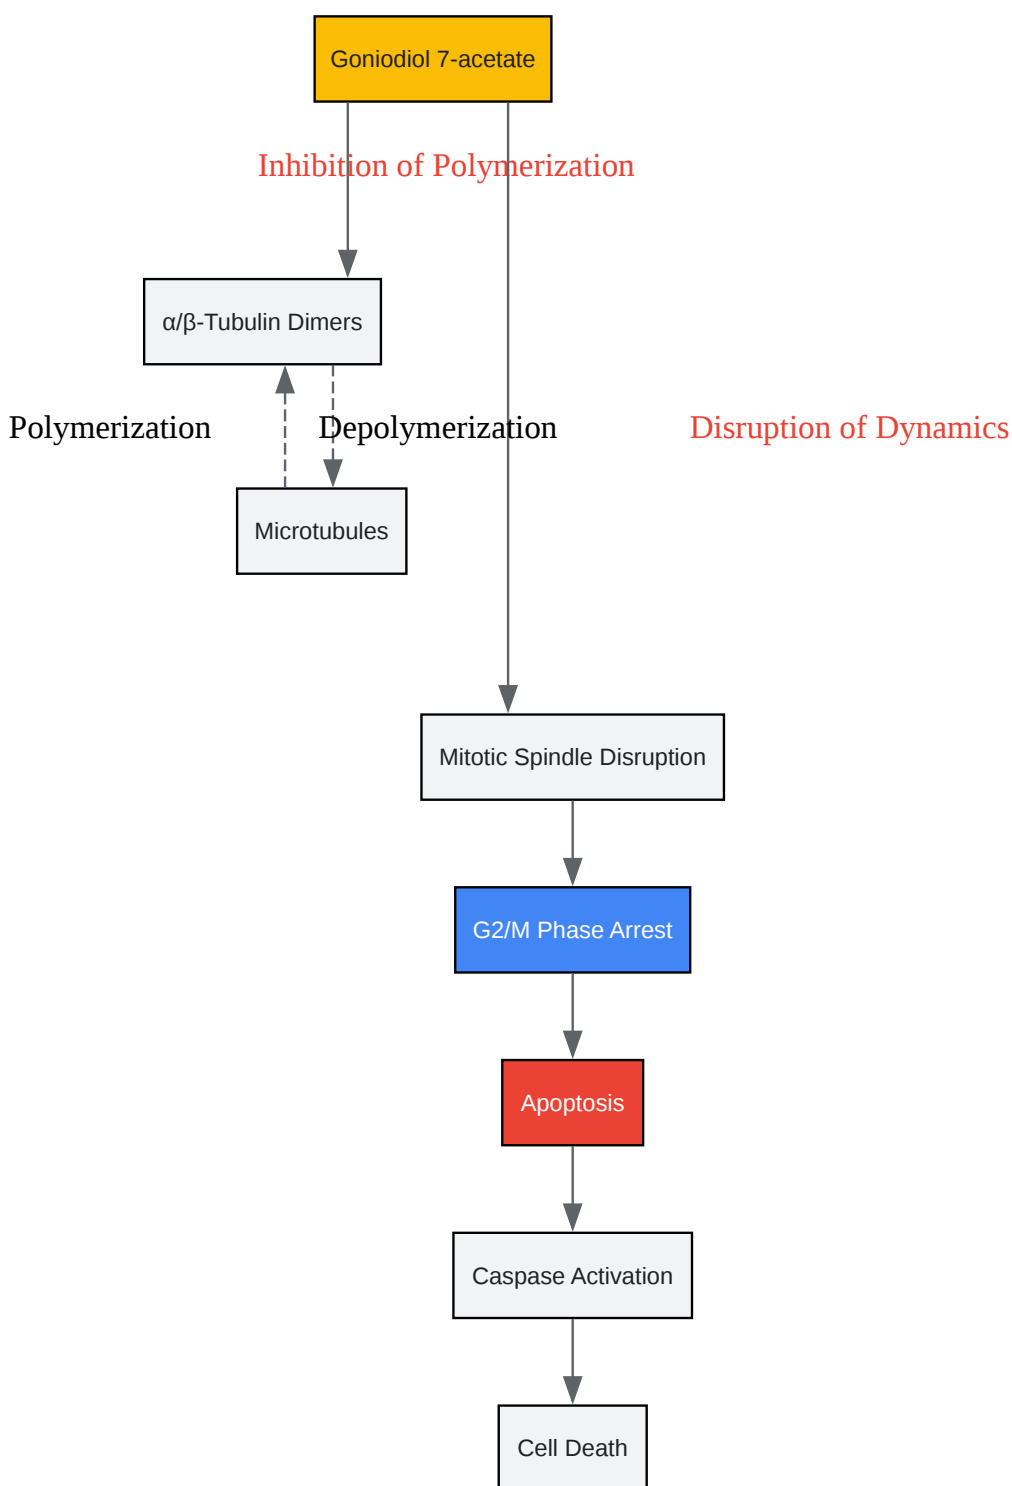 Goniodiol 7-acetate
Inhibition of Polymerization
α/β-Tubulin Dimers
Polymerization
Depolymerization
Disruption of Dynamics
Microtubules
Mitotic Spindle Disruption
G2/M Phase Arrest
Apoptosis
Caspase Activation
Cell Death